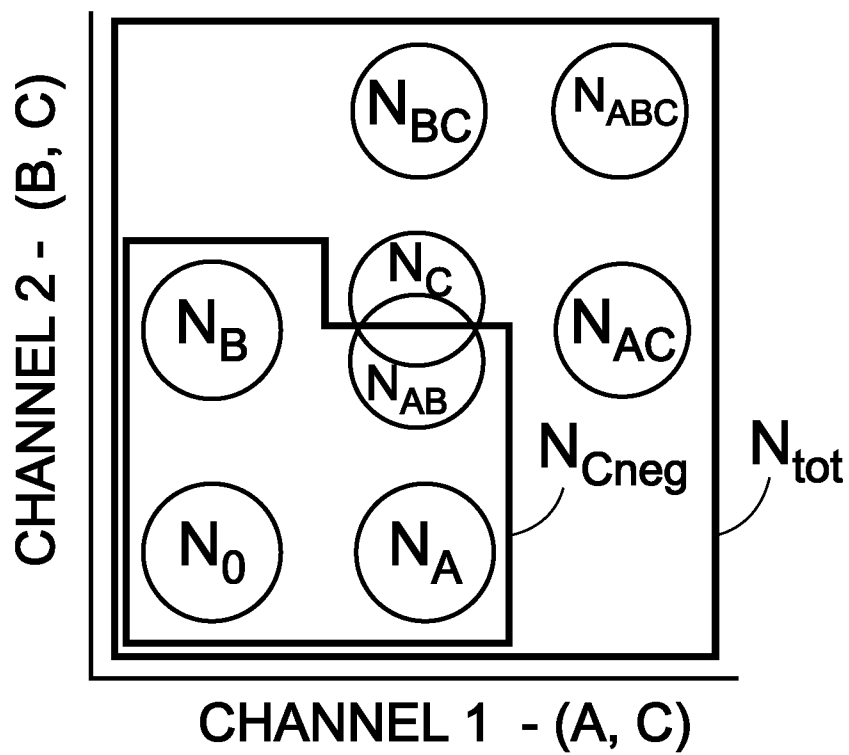 N_BC
N_ABC
N_C
N_B
N_AC
N_AB
N_Cneg
N_tot
N_0
N_A
CHANNEL 2 - (B, C)
CHANNEL 1 - (A, C)